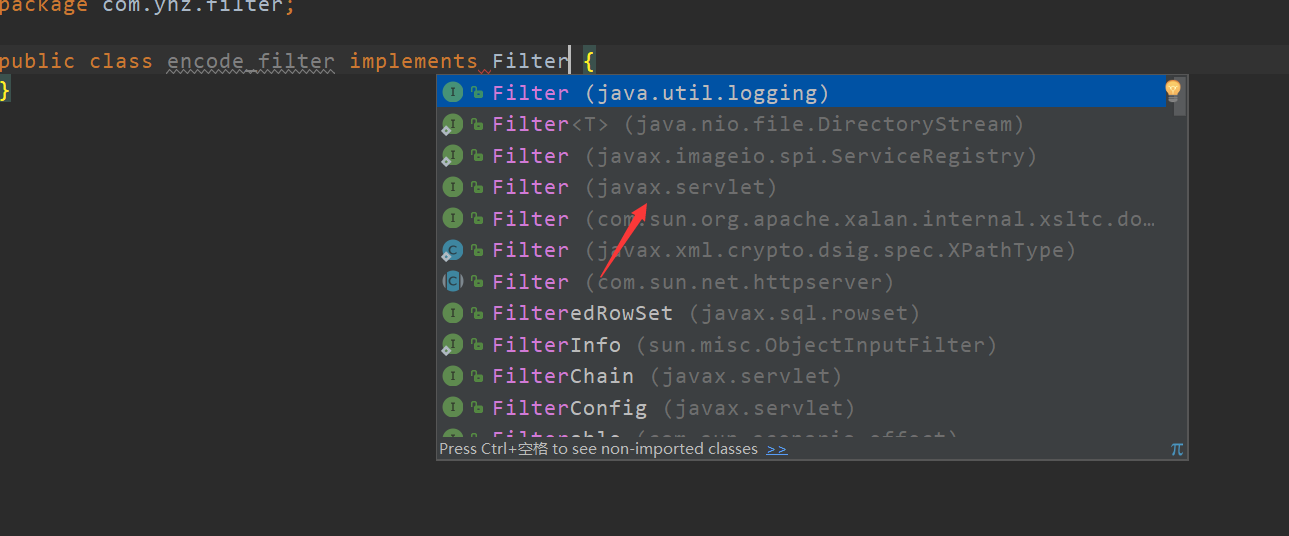 package com.yhz.filter;
public class encode_filter implements Filter {
}
Filter (java.util.logging)
Filter<T> (java.nio.file.DirectoryStream)
Filter (javax.imageio.spi.ServiceRegistry)
Filter (javax.servlet)
Filter (com.sun.org.apache.xalan.internal.xsltc.do…
Filter (javax.xml.crypto.dsig.spec.XPathType)
Filter (com.sun.net.httpserver)
FilteredRowSet (javax.sql.rowset)
FilterInfo (sun.misc.ObjectInputFilter)
FilterChain (javax.servlet)
FilterConfig (javax.servlet)
Press Ctrl+空格 to see non-imported classes >>
π